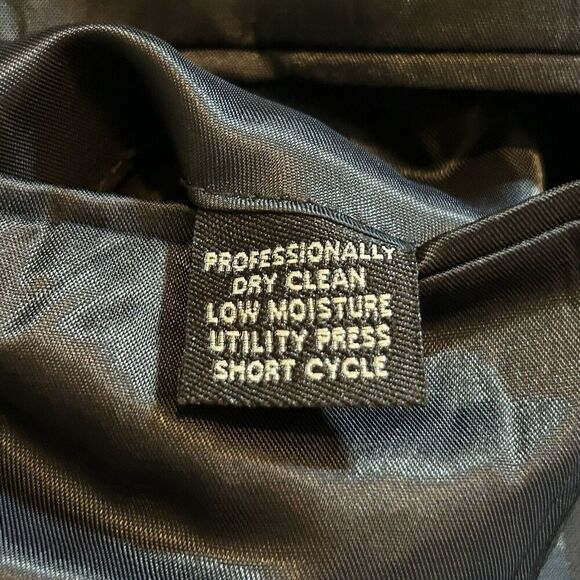 PROFESSIONALLY
DRY CLEAN
LOW MOISTURE
UTILITY PRESS
SHORT CYCLE